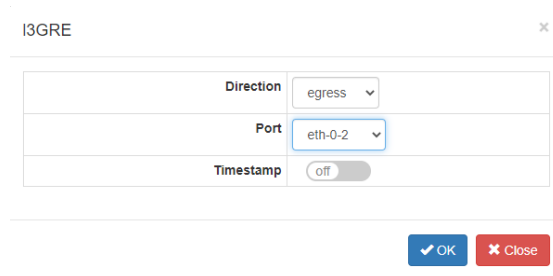 l3GRE ×
Direction egress
Port eth-0-2
Timestamp off
OK Close